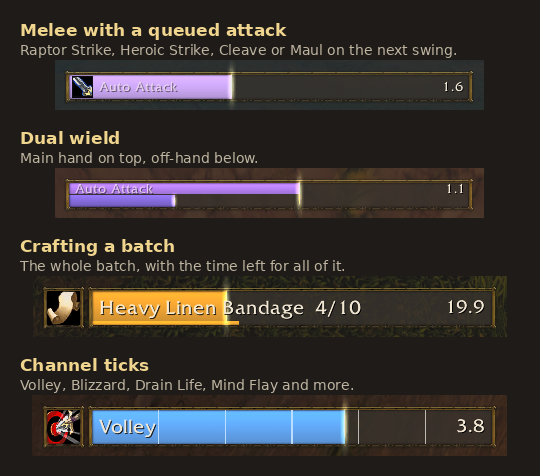 Melee with a queued attack
Raptor Strike, Heroic Strike, Cleave or Maul on the next swing.
Auto Attack 1.6
Dual wield
Main hand on top, off-hand below.
Auto Attack 1.1
Crafting a batch
The whole batch, with the time left for all of it.
Heavy Linen Bandage 4/10 19.9
Channel ticks
Volley, Blizzard, Drain Life, Mind Flay and more.
Volley 3.8